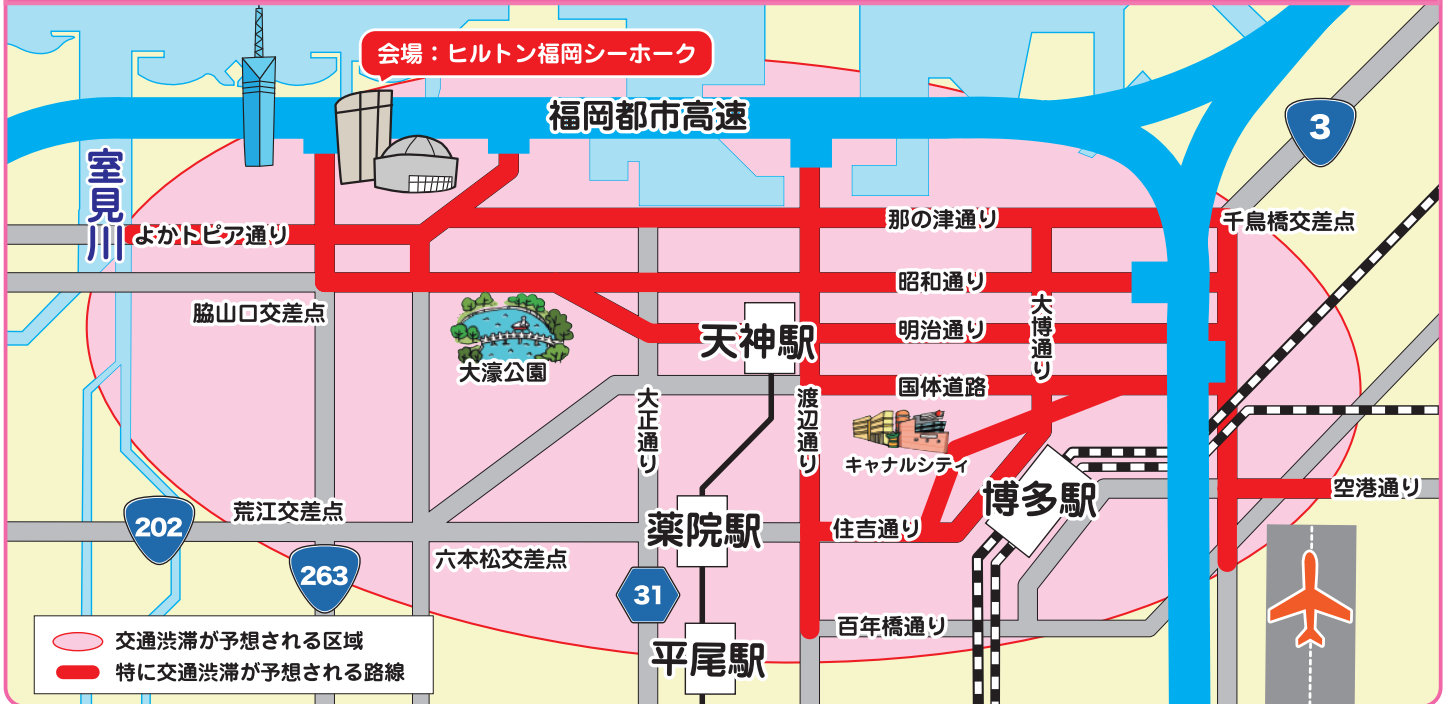 会場：ヒルトン福岡シーホーク
福岡都市高速
3
室見川
よかトピア通り
那の津通り
千鳥橋交差点
昭和通り
脇山口交差点
大博通り
天神駅
明治通り
大濠公園
国体道路
大正通り
渡辺通り
キャナルシティ
博多駅
空港通り
荒江交差点
202
薬院駅
住吉通り
六本松交差点
263
31
百年橋通り
平尾駅
交通渋滞が予想される区域
特に交通渋滞が予想される路線